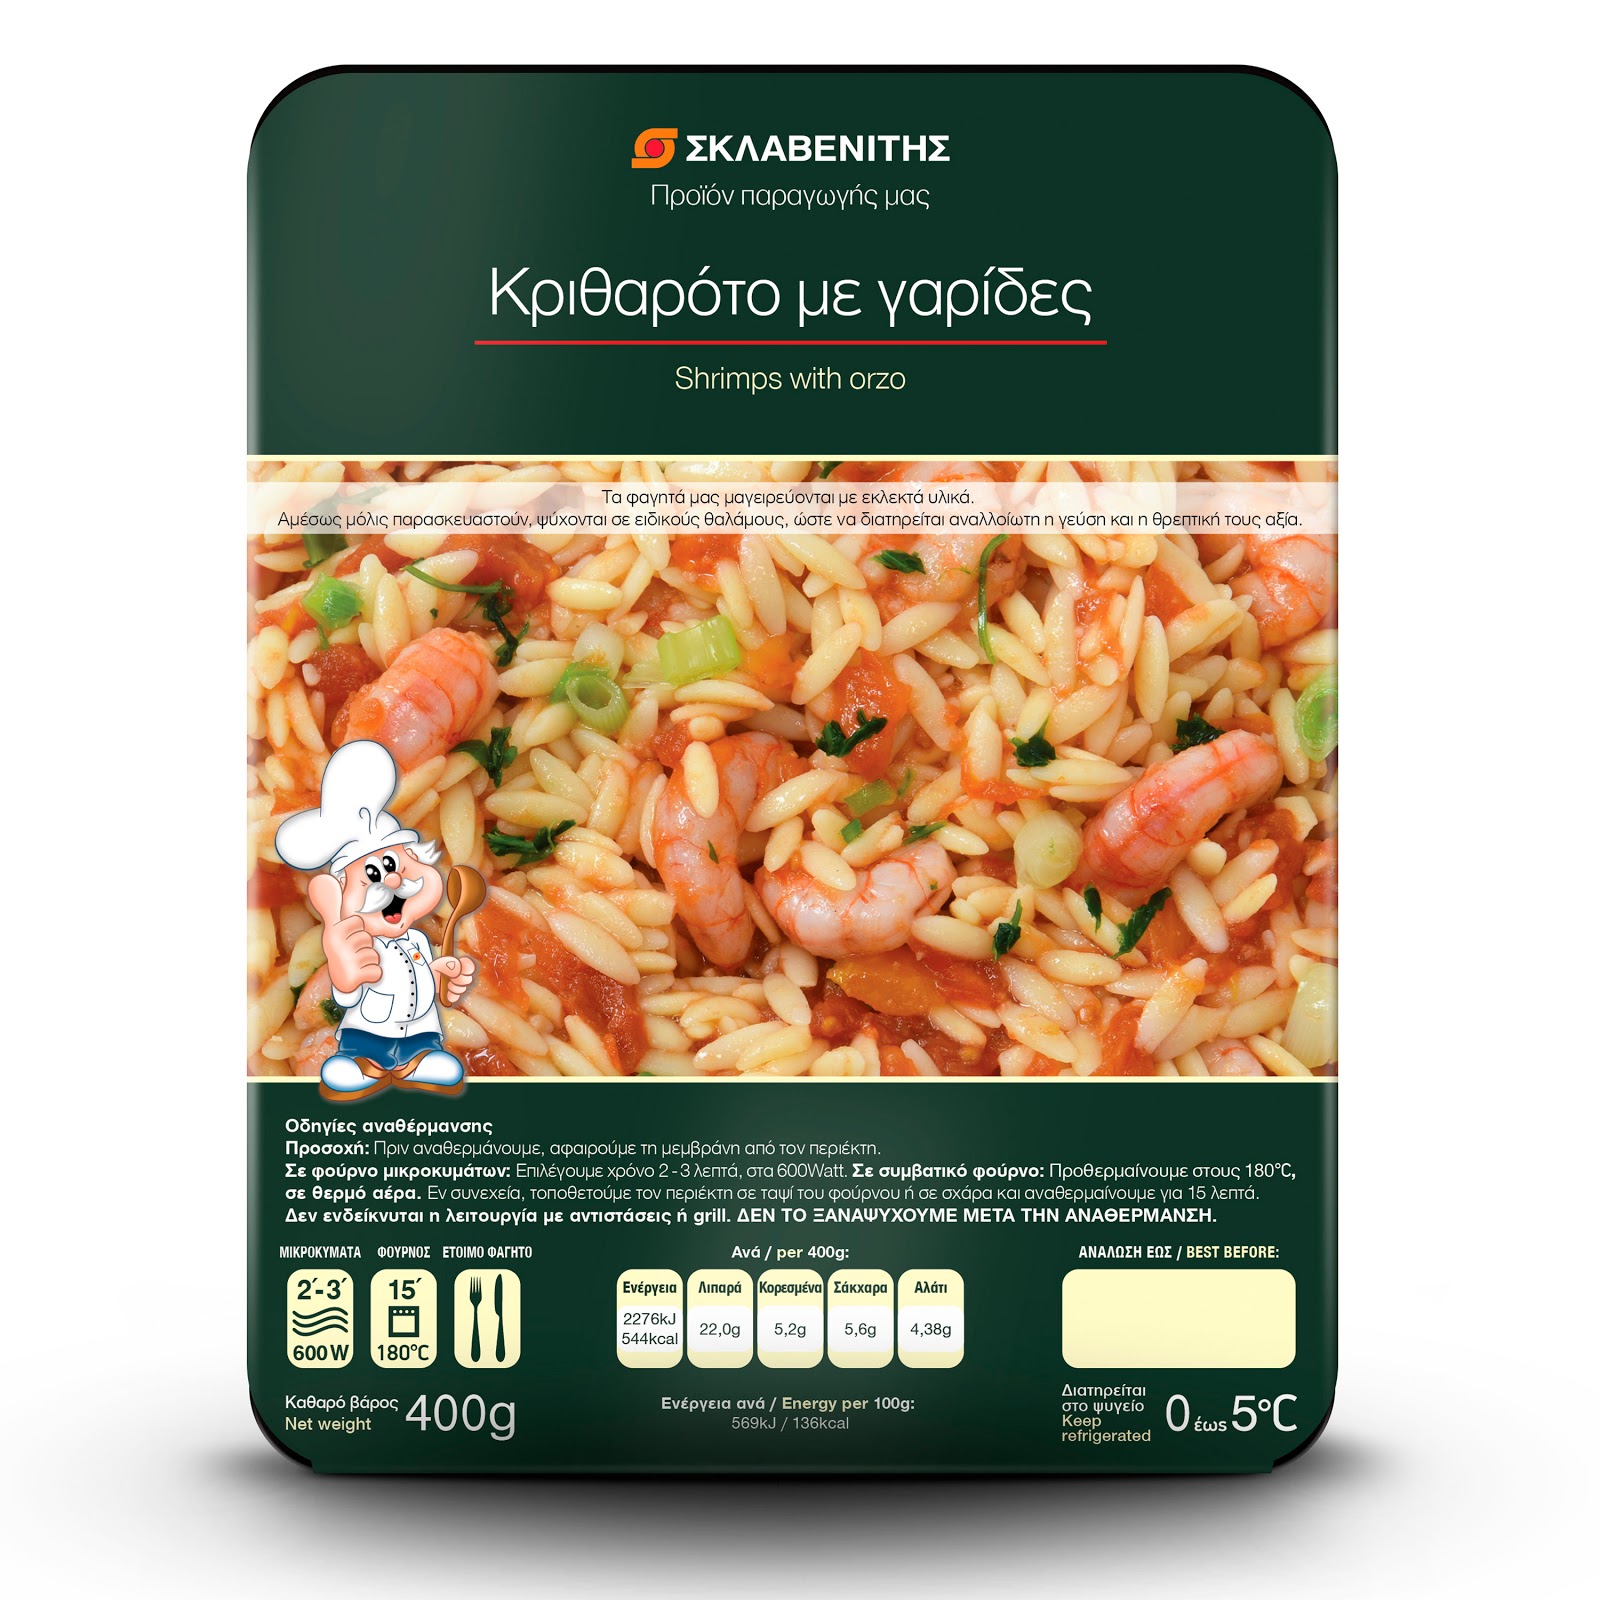 ΣΚΛΑΒΕΝΙΤΗΣ
Προϊόν παραγωγής μας
Κριθαρότο με γαρίδες
Shrimps with orzo
Τα φαγητά μας μαγειρεύονται με εκλεκτά υλικά.
Αμέσως μόλις παρασκευαστούν, ψύχονται σε ειδικούς θαλάμους, ώστε να διατηρείται αναλλοίωτη η γεύση και η θρεπτική τους αξία.
Οδηγίες αναθέρμανσης
Προσοχή: Πριν αναθερμάνουμε, αφαιρούμε τη μεμβράνη από τον περιέκτη.
Σε φούρνο μικροκυμάτων: Επιλέγουμε χρόνο 2 - 3 λεπτά, στα 600Watt. Σε συμβατικό φούρνο: Προθερμαίνουμε στους 180°C,
σε θερμό αέρα. Εν συνεχεία, τοποθετούμε τον περιέκτη σε ταψί του φούρνου ή σε σχάρα και αναθερμαίνουμε για 15 λεπτά.
Δεν ενδείκνυται η λειτουργία με αντιστάσεις ή grill. ΔΕΝ ΤΟ ΞΑΝΑΨΥΧΟΥΜΕ ΜΕΤΑ ΤΗΝ ΑΝΑΘΕΡΜΑΝΣΗ.
ΜΙΚΡΟΚΥΜΑΤΑ ΦΟΥΡΝΟΣ ΕΤΟΙΜΟ ΦΑΓΗΤΟ
2΄-3΄ 15΄
600W 180°C
Ανά / per 400g:
Ενέργεια Λιπαρά Κορεσμένα Σάκχαρα Αλάτι
2276kJ
544kcal 22,0g 5,2g 5,6g 4,38g
ΑΝΑΛΩΣΗ ΕΩΣ / BEST BEFORE:
Καθαρό βάρος
Net weight 400g
Ενέργεια ανά / Energy per 100g:
569kJ / 136kcal
Διατηρείται
στο ψυγείο
Keep
refrigerated
0 έως 5°C